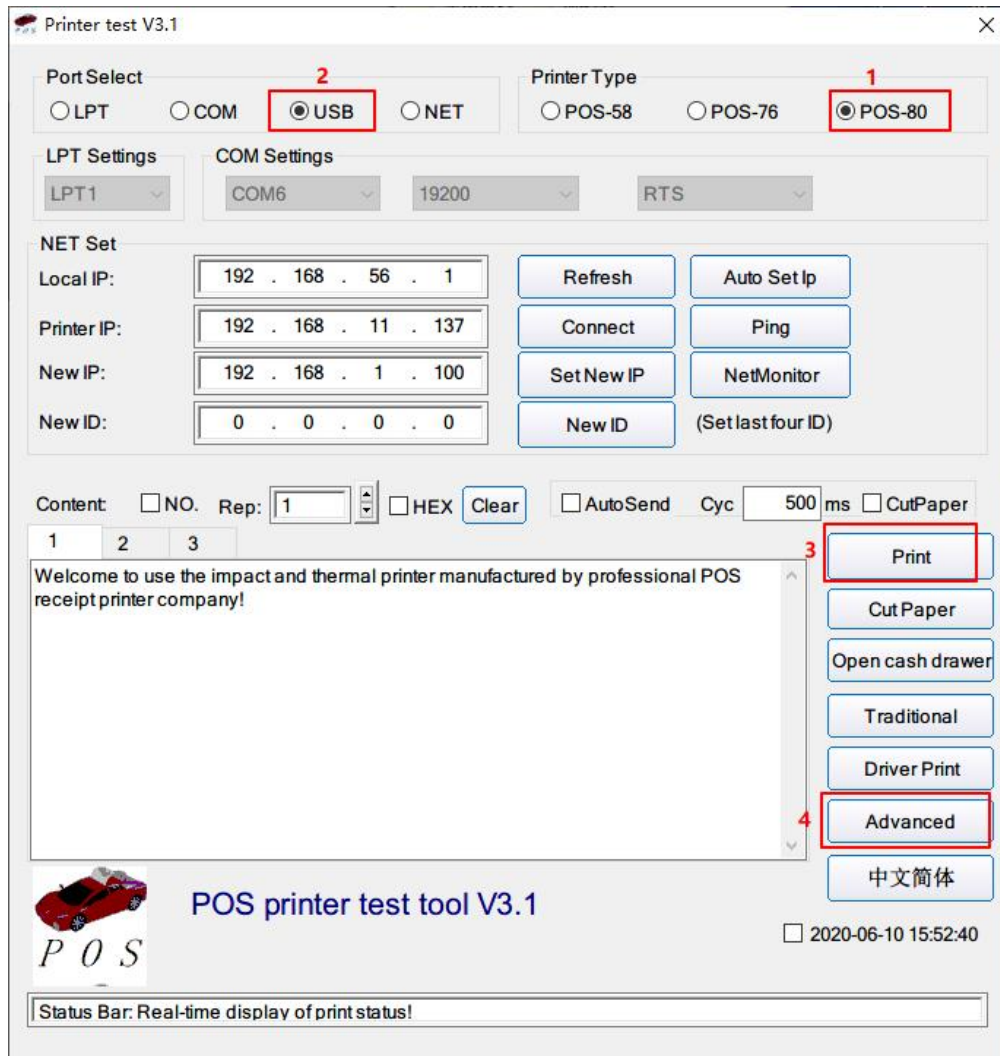 Printer test V3.1
Port Select 2 Printer Type 1
LPT COM USB NET POS-58 POS-76 POS-80
LPT Settings COM Settings
LPT1 COM6 19200 RTS
NET Set
Local IP: 192 . 168 . 56 . 1 Refresh Auto Set Ip
Printer IP: 192 . 168 . 11 . 137 Connect Ping
New IP: 192 . 168 . 1 . 100 Set New IP NetMonitor
New ID: 0 . 0 . 0 . 0 New ID (Set last four ID)
Content: NO. Rep: 1 HEX Clear AutoSend Cyc 500 ms CutPaper
1 2 3
3 Print
Welcome to use the impact and thermal printer manufactured by professional POS
receipt printer company!
Cut Paper
Open cash drawer
Traditional
Driver Print
4 Advanced
中文简体
POS printer test tool V3.1
POS
2020-06-10 15:52:40
Status Bar: Real-time display of print status!